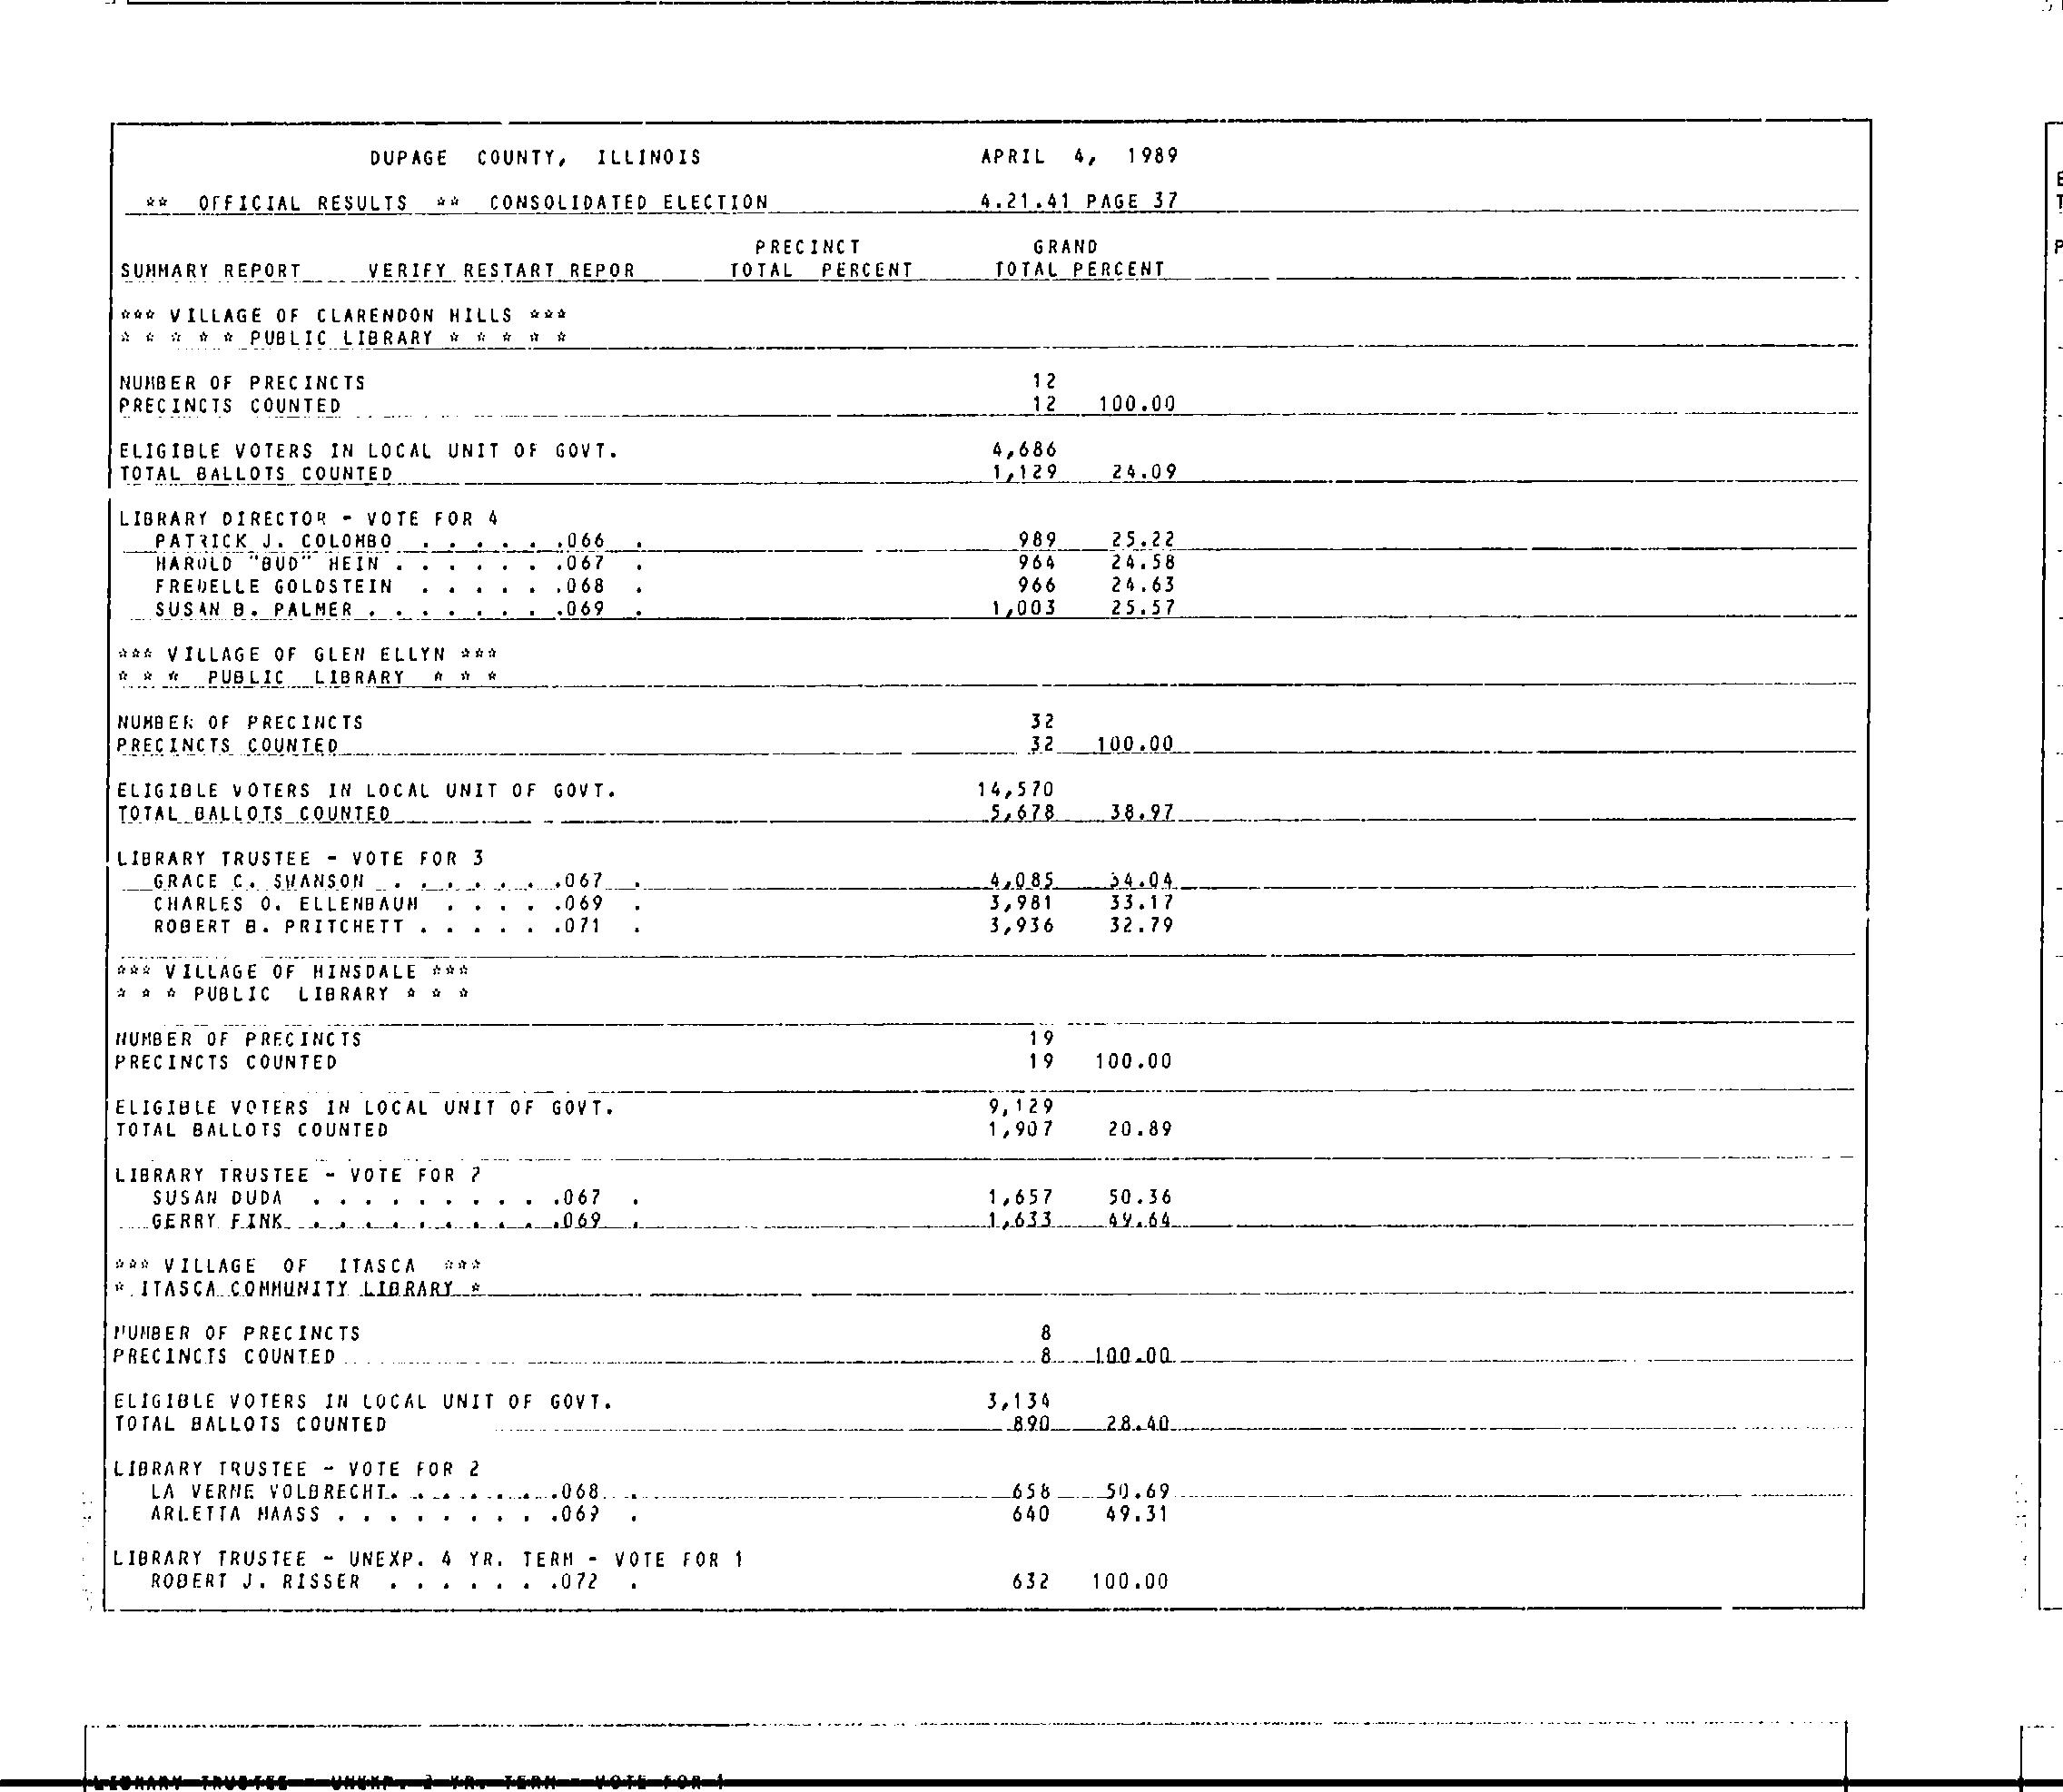 DUPAGE COUNTY, ILLINOIS APRIL 4, 1989
** OFFICIAL RESULTS ** CONSOLIDATED ELECTION 4.21.41 PAGE 37
PRECINCT GRAND
SUMMARY REPORT VERIFY RESTART REPOR TOTAL PERCENT TOTAL PERCENT
*** VILLAGE OF CLARENDON HILLS ***
* * * * * PUBLIC LIBRARY * * * * *
NUMBER OF PRECINCTS 12
PRECINCTS COUNTED 12 100.00
ELIGIBLE VOTERS IN LOCAL UNIT OF GOVT. 4,686
TOTAL BALLOTS COUNTED 1,129 24.09
LIBRARY DIRECTOR - VOTE FOR 4
PATRICK J. COLOMBO . . . . . .066 . 989 25.22
HAROLD "BUD" HEIN . . . . . . .067 . 964 24.58
FREDELLE GOLDSTEIN . . . . . .068 . 966 24.63
SUSAN B. PALMER . . . . . . . .069 . 1,003 25.57
*** VILLAGE OF GLEN ELLYN ***
* * * PUBLIC LIBRARY * * *
NUMBER OF PRECINCTS 32
PRECINCTS COUNTED 32 100.00
ELIGIBLE VOTERS IN LOCAL UNIT OF GOVT. 14,570
TOTAL BALLOTS COUNTED 5,678 38.97
LIBRARY TRUSTEE - VOTE FOR 3
GRACE C. SWANSON . . . . . . .067 . 4,085 34.04
CHARLES O. ELLENBAUM . . . . .069 . 3,981 33.17
ROBERT B. PRITCHETT . . . . . .071 . 3,936 32.79
*** VILLAGE OF HINSDALE ***
* * * PUBLIC LIBRARY * * *
NUMBER OF PRECINCTS 19
PRECINCTS COUNTED 19 100.00
ELIGIBLE VOTERS IN LOCAL UNIT OF GOVT. 9,129
TOTAL BALLOTS COUNTED 1,907 20.89
LIBRARY TRUSTEE - VOTE FOR 2
SUSAN DUDA . . . . . . . . . .067 . 1,657 50.36
GERRY FINK . . . . . . . . . .069 . 1,633 49.64
*** VILLAGE OF ITASCA ***
* ITASCA COMMUNITY LIBRARY *
NUMBER OF PRECINCTS 8
PRECINCTS COUNTED 8 100.00
ELIGIBLE VOTERS IN LOCAL UNIT OF GOVT. 3,134
TOTAL BALLOTS COUNTED 890 28.40
LIBRARY TRUSTEE - VOTE FOR 2
LA VERNE VOLBRECHT. . . . . . .068 . 658 50.69
ARLETTA HAASS . . . . . . . . .069 . 640 49.31
LIBRARY TRUSTEE - UNEXP. 4 YR. TERM - VOTE FOR 1
ROBERT J. RISSER . . . . . . .072 . 632 100.00
LIBRARY TRUSTEE - UNEXP. 2 YR. TERM - VOTE FOR 1